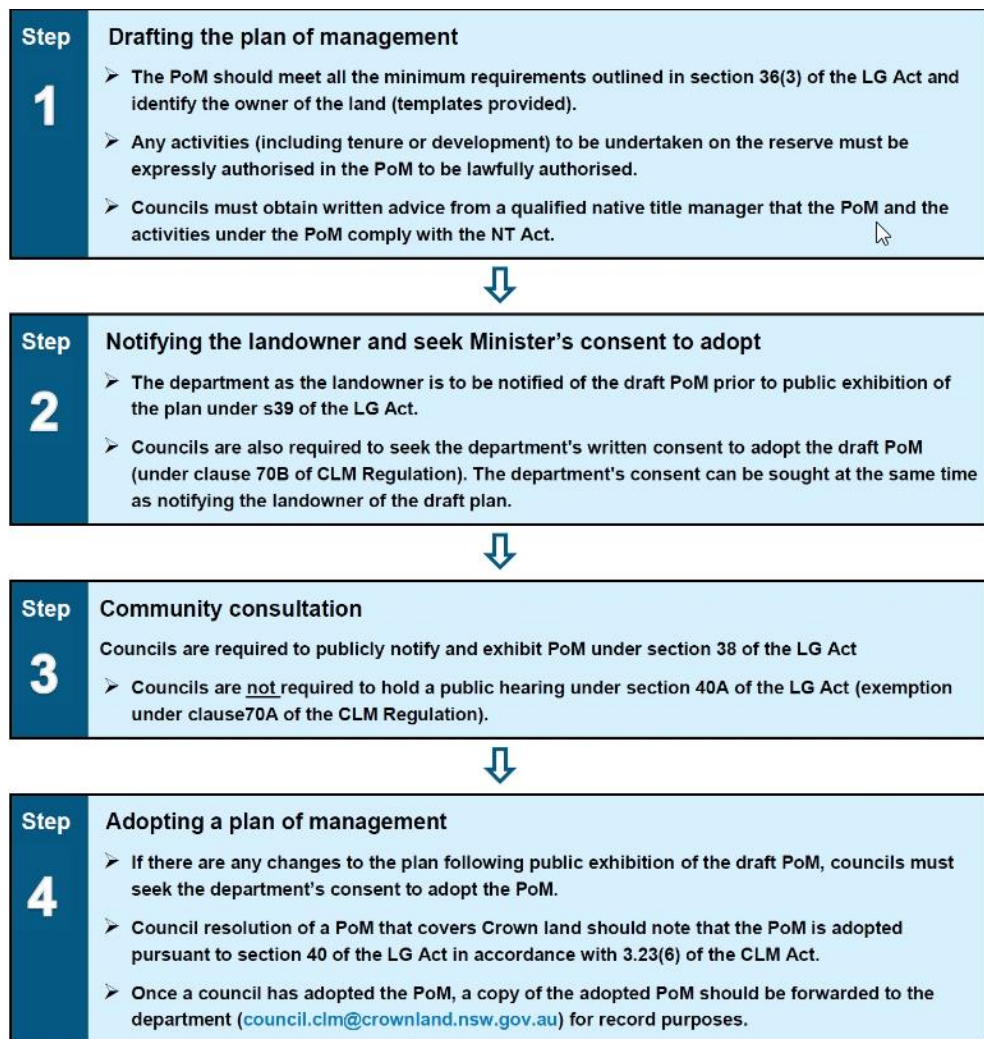 Step
1
Drafting the plan of management
➢ The PoM should meet all the minimum requirements outlined in section 36(3) of the LG Act and
identify the owner of the land (templates provided).
➢ Any activities (including tenure or development) to be undertaken on the reserve must be
expressly authorised in the PoM to be lawfully authorised.
➢ Councils must obtain written advice from a qualified native title manager that the PoM and the
activities under the PoM comply with the NT Act.
Step
2
Notifying the landowner and seek Minister's consent to adopt
➢ The department as the landowner is to be notified of the draft PoM prior to public exhibition of
the plan under s39 of the LG Act.
➢ Councils are also required to seek the department's written consent to adopt the draft PoM
(under clause 70B of CLM Regulation). The department's consent can be sought at the same time
as notifying the landowner of the draft plan.
Step
3
Community consultation
Councils are required to publicly notify and exhibit PoM under section 38 of the LG Act
➢ Councils are not required to hold a public hearing under section 40A of the LG Act (exemption
under clause70A of the CLM Regulation).
Step
4
Adopting a plan of management
➢ If there are any changes to the plan following public exhibition of the draft PoM, councils must
seek the department's consent to adopt the PoM.
➢ Council resolution of a PoM that covers Crown land should note that the PoM is adopted
pursuant to section 40 of the LG Act in accordance with 3.23(6) of the CLM Act.
➢ Once a council has adopted the PoM, a copy of the adopted PoM should be forwarded to the
department (council.clm@crownland.nsw.gov.au) for record purposes.